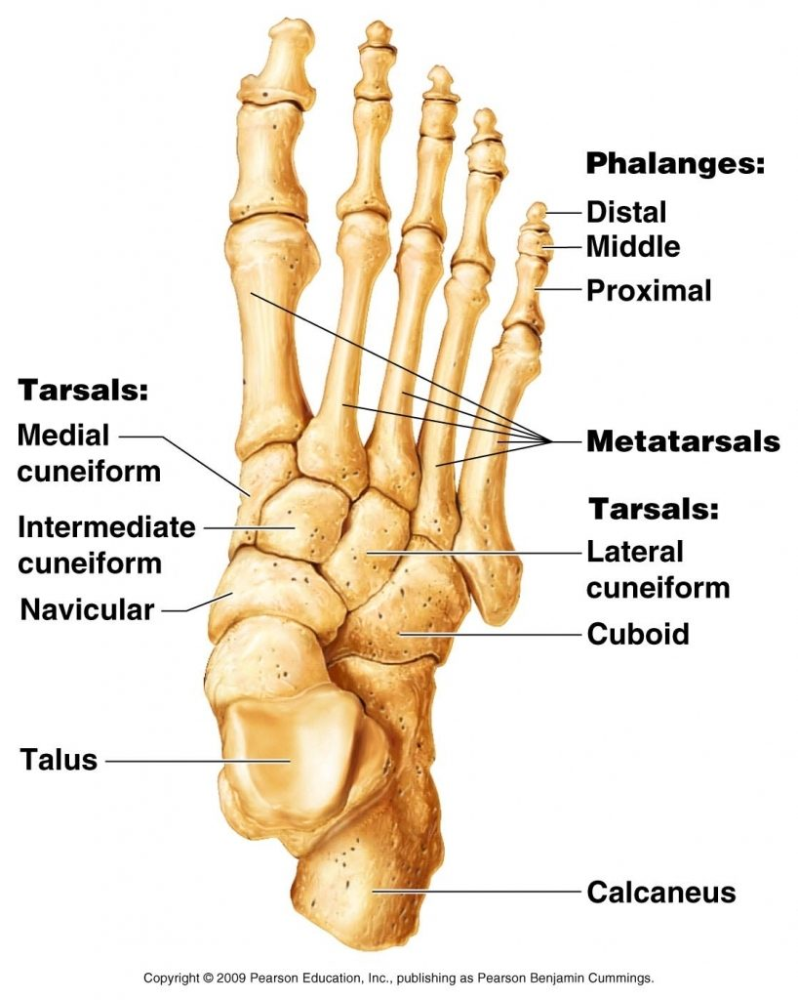 Phalanges:
Distal
Middle
Proximal
Tarsals:
Medial
cuneiform
Intermediate
cuneiform
Navicular
Talus
Metatarsals
Tarsals:
Lateral
cuneiform
Cuboid
Calcaneus
Copyright © 2009 Pearson Education, Inc., publishing as Pearson Benjamin Cummings.